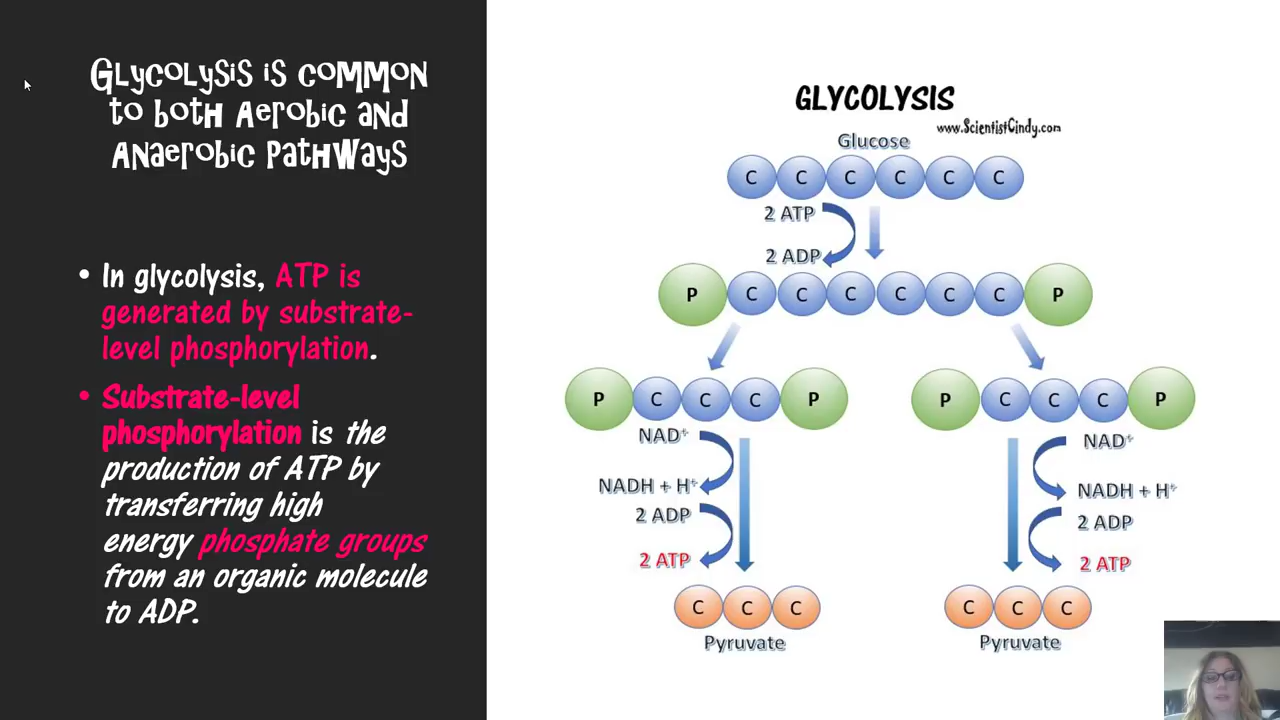 Glycolysis is common
to both Aerobic and
Anaerobic Pathways
• In glycolysis, ATP is
generated by substrate-
level phosphorylation.
• Substrate-level
phosphorylation is the
production of ATP by
transferring high
energy phosphate groups
from an organic molecule
to ADP.
GLYCOLYSIS
www.ScientistCindy.com
Glucose
C C C C C C
2 ATP
2 ADP
P C C C C C C P
P C C C P
P C C C P
NAD⁺
NADH + H⁺
2 ADP
2 ATP
C C C
Pyruvate
NAD⁺
NADH + H⁺
2 ADP
2 ATP
C C C
Pyruvate